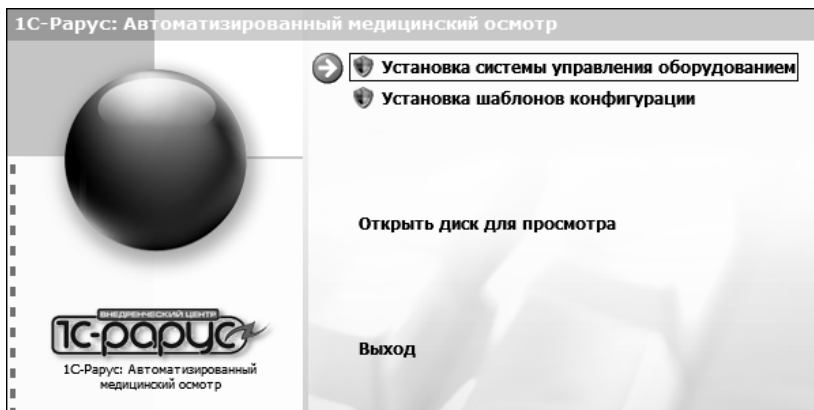 1С-Рарус: Автоматизированный медицинский осмотр
Установка системы управления оборудованием
Установка шаблонов конфигурации
Открыть диск для просмотра
Выход
ВНЕДРЕНЧЕСКИЙ ЦЕНТР
1С-рарус
1С-Рарус: Автоматизированный
медицинский осмотр